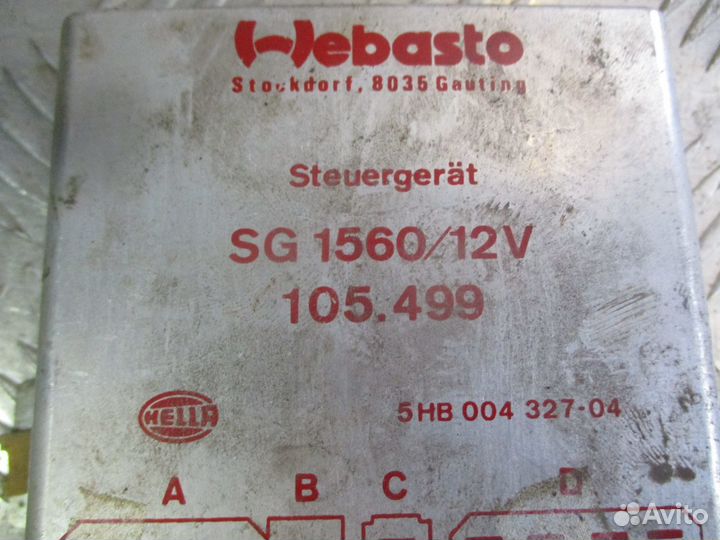 Webasto
Stockdorf, 8035 Gauting
Steuergerät
SG 1560/12V
105.499
HELLA
5HB 004 327-04
A B C D
Avito